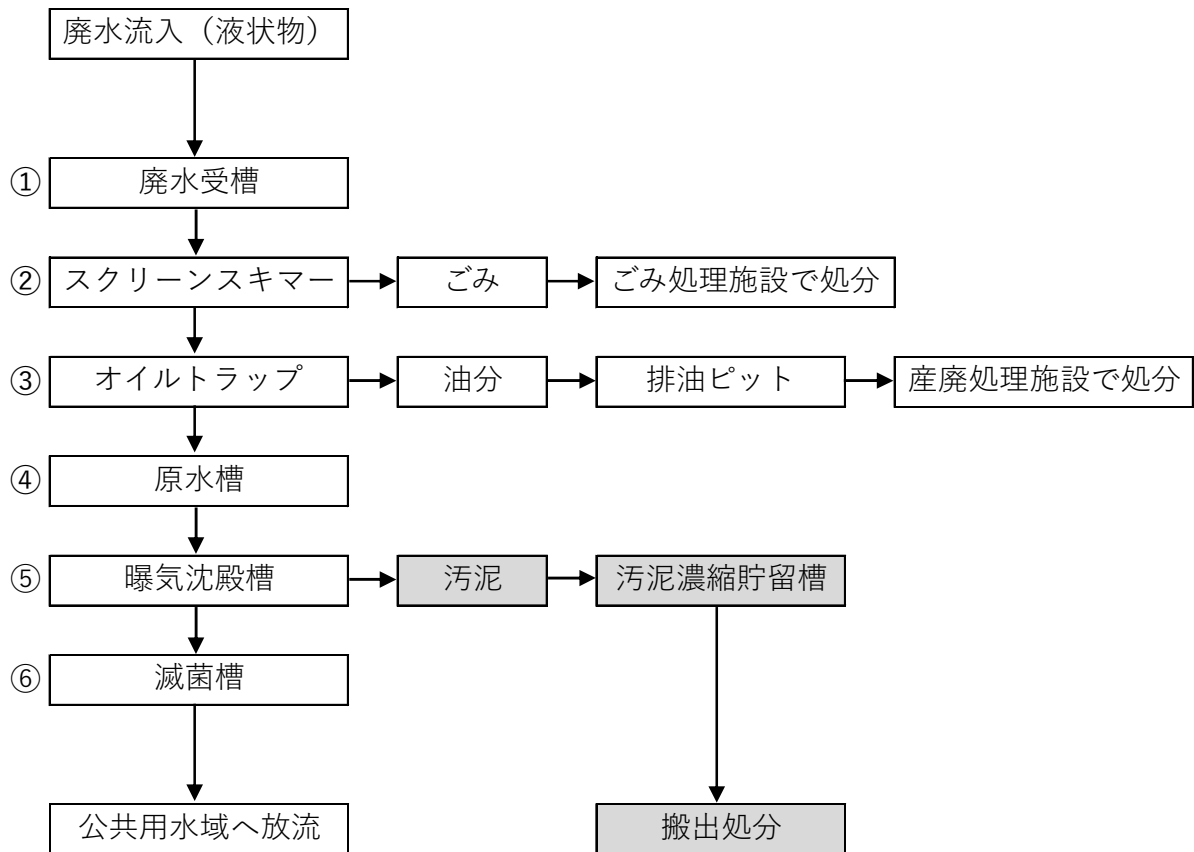 廃水流入（液状物）
① 廃水受槽
② スクリーンスキマー ごみ ごみ処理施設で処分
③ オイルトラップ 油分 排油ピット 産廃処理施設で処分
④ 原水槽
⑤ 曝気沈殿槽 汚泥 汚泥濃縮貯留槽
⑥ 滅菌槽
公共用水域へ放流 搬出処分